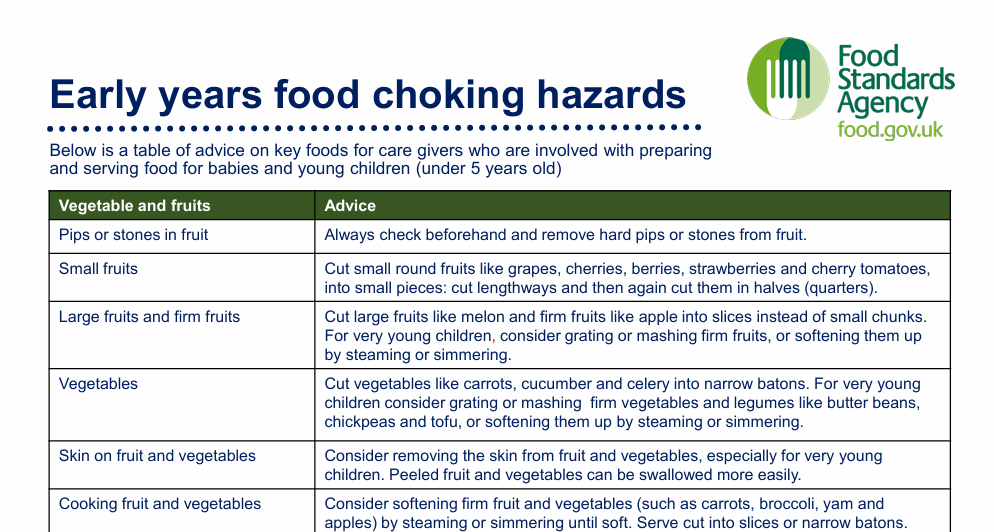 Food
Standards
Agency
food.gov.uk
Early years food choking hazards
Below is a table of advice on key foods for care givers who are involved with preparing
and serving food for babies and young children (under 5 years old)
Vegetable and fruits
Advice
Pips or stones in fruit
Always check beforehand and remove hard pips or stones from fruit.
Small fruits
Cut small round fruits like grapes, cherries, berries, strawberries and cherry tomatoes,
into small pieces: cut lengthways and then again cut them in halves (quarters).
Large fruits and firm fruits
Cut large fruits like melon and firm fruits like apple into slices instead of small chunks.
For very young children, consider grating or mashing firm fruits, or softening them up
by steaming or simmering.
Vegetables
Cut vegetables like carrots, cucumber and celery into narrow batons. For very young
children consider grating or mashing  firm vegetables and legumes like butter beans,
chickpeas and tofu, or softening them up by steaming or simmering.
Skin on fruit and vegetables
Consider removing the skin from fruit and vegetables, especially for very young
children. Peeled fruit and vegetables can be swallowed more easily.
Cooking fruit and vegetables
Consider softening firm fruit and vegetables (such as carrots, broccoli, yam and
apples) by steaming or simmering until soft. Serve cut into slices or narrow batons.